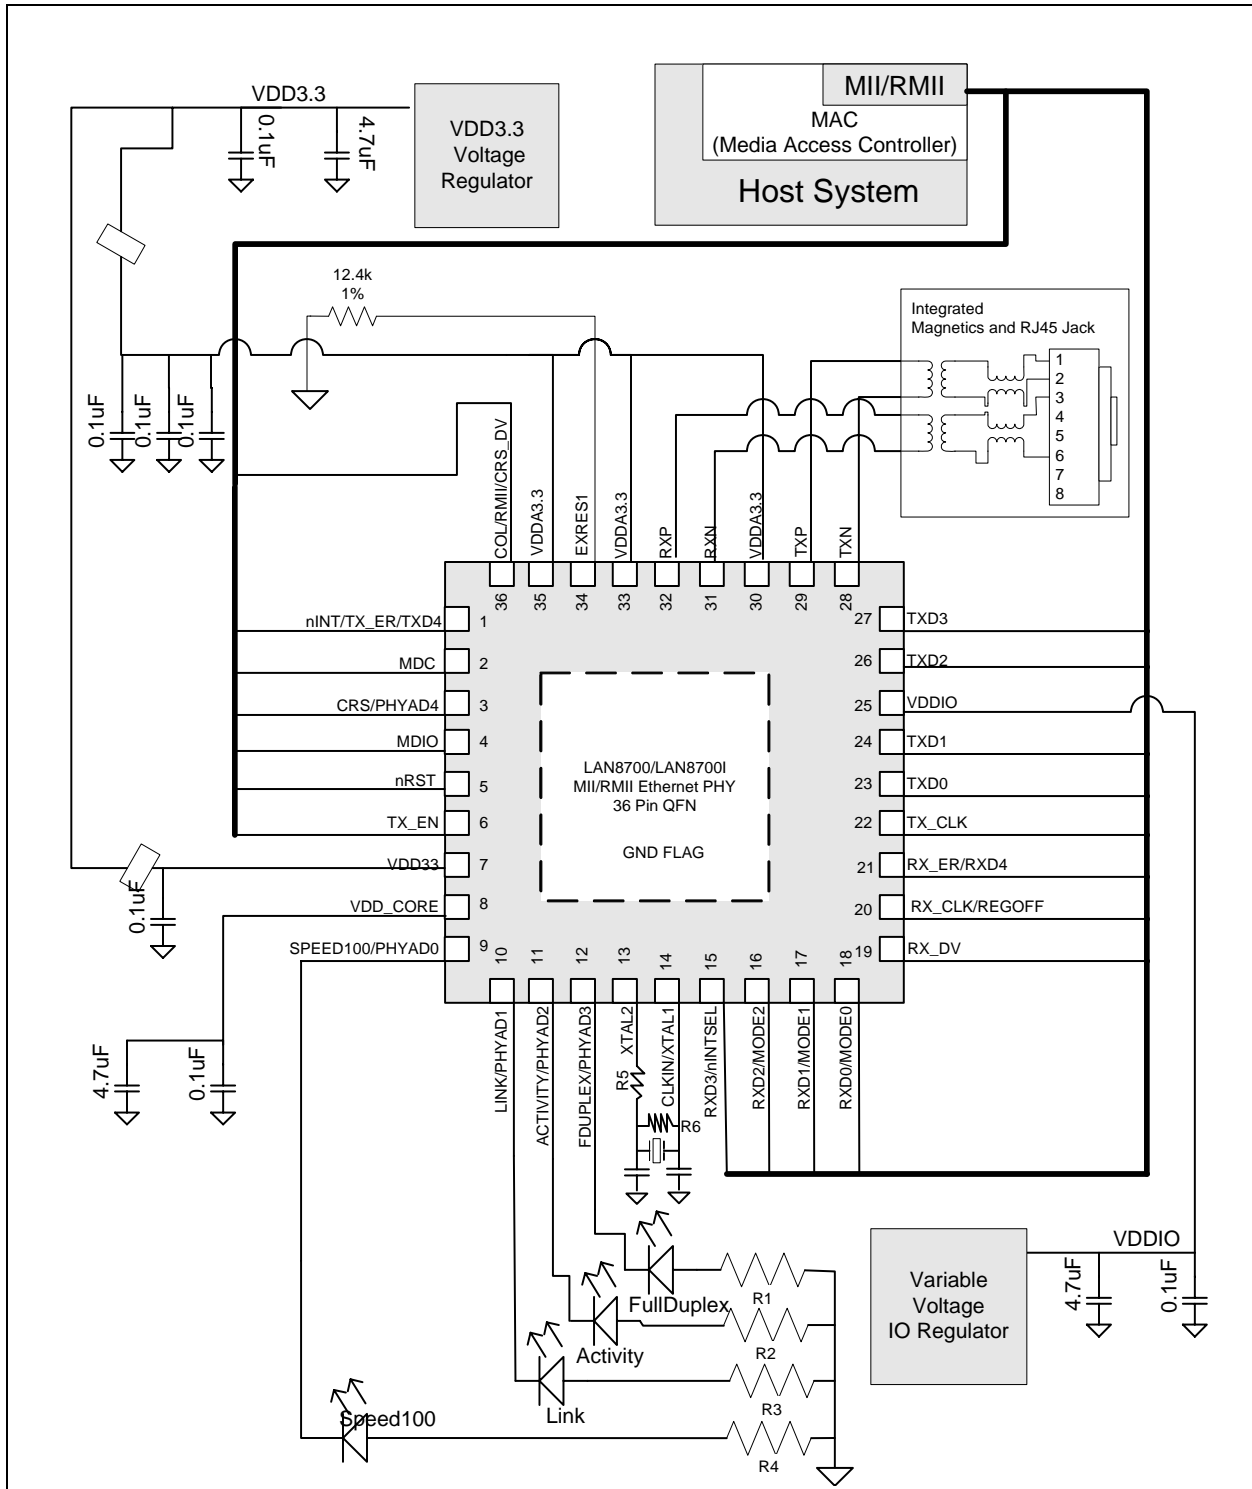 VDD3.3
0.1uF
4.7uF
VDD3.3
Voltage
Regulator
MII/RMII
MAC
(Media Access Controller)
Host System
12.4k
1%
Integrated
Magnetics and RJ45 Jack
1
2
3
4
5
6
7
8
0.1uF
0.1uF
0.1uF
COL/RMII/CRS_DV
VDDA3.3
EXRES1
VDDA3.3
RXP
RXN
VDDA3.3
TXP
TXN
36
35
34
33
32
31
30
29
28
nINT/TX_ER/TXD4
1
MDC
2
CRS/PHYAD4
3
MDIO
4
nRST
5
TX_EN
6
VDD33
7
VDD_CORE
8
SPEED100/PHYAD0
9
27
TXD3
26
TXD2
25
VDDIO
24
TXD1
23
TXD0
22
TX_CLK
21
RX_ER/RXD4
20
RX_CLK/REGOFF
19
RX_DV
LAN8700/LAN8700I
MII/RMII Ethernet PHY
36 Pin QFN
GND FLAG
0.1uF
10
11
12
13
14
15
16
17
18
LINK/PHYAD1
ACTIVITY/PHYAD2
FDUPLEX/PHYAD3
XTAL2
CLKIN/XTAL1
RXD3/nINTSEL
RXD2/MODE2
RXD1/MODE1
RXD0/MODE0
4.7uF
0.1uF
R5
R6
FullDuplex
R1
Activity
R2
Link
R3
Speed100
R4
Variable
Voltage
IO Regulator
VDDIO
4.7uF
0.1uF